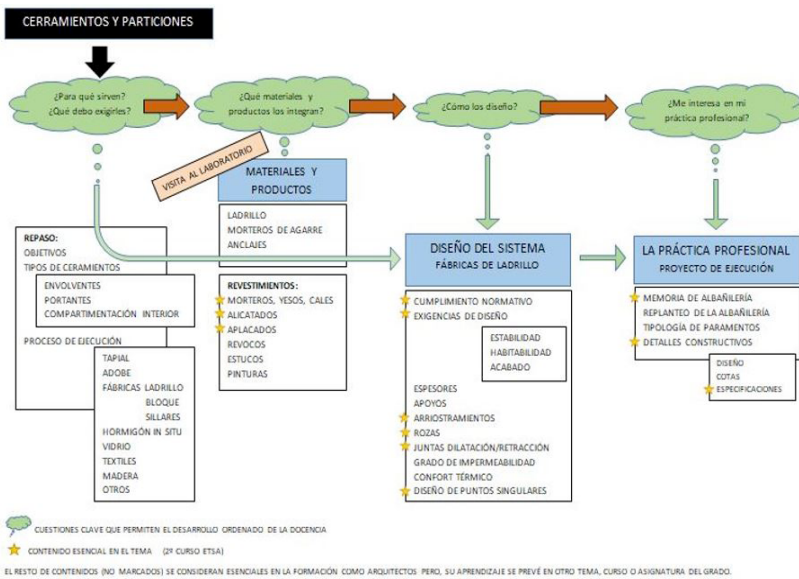 CERRAMIENTOS Y PARTICIONES
¿Para qué sirven?
¿Qué debo exigirles?
¿Qué materiales y
productos los integran?
¿Cómo los diseño?
¿Me interesa en mi
práctica profesional?
VISITA AL LABORATORIO
MATERIALES Y
PRODUCTOS
LADRILLO
MORTEROS DE AGARRE
ANCLAJES
REPASO:
OBJETIVOS
TIPOS DE CERAMIENTOS
ENVOLVENTES
PORTANTES
COMPARTIMENTACIÓN INTERIOR
PROCESO DE EJECUCIÓN
TAPIAL
ADOBE
FÁBRICAS LADRILLO
BLOQUE
SILLARES
HORMIGÓN IN SITU
VIDRIO
TEXTILES
MADERA
OTROS
REVESTIMIENTOS:
MORTEROS, YESOS, CALES
ALICATADOS
APLACADOS
REVOCOS
ESTUCOS
PINTURAS
DISEÑO DEL SISTEMA
FÁBRICAS DE LADRILLO
CUMPLIMIENTO NORMATIVO
EXIGENCIAS DE DISEÑO
ESTABILIDAD
HABITABILIDAD
ACABADO
ESPESORES
APOYOS
ARRIOSTRAMIENTOS
ROZAS
JUNTAS DILATACIÓN/RETRACCIÓN
GRADO DE IMPERMEABILIDAD
CONFORT TÉRMICO
DISEÑO DE PUNTOS SINGULARES
LA PRÁCTICA PROFESIONAL
PROYECTO DE EJECUCIÓN
MEMORIA DE ALBAÑILERÍA
REPLANTEO DE LA ALBAÑILERÍA
TIPOLOGÍA DE PARAMENTOS
DETALLES CONSTRUCTIVOS
DISEÑO
COTAS
ESPECIFICACIONES
CUESTIONES CLAVE QUE PERMITEN EL DESARROLLO ORDENADO DE LA DOCENCIA
CONTENIDO ESENCIAL EN EL TEMA (2º CURSO ETSA)
EL RESTO DE CONTENIDOS (NO MARCADOS) SE CONSIDERAN ESENCIALES EN LA FORMACIÓN COMO ARQUITECTOS PERO, SU APRENDIZAJE SE PREVÉ EN OTRO TEMA, CURSO O ASIGNATURA DEL GRADO.